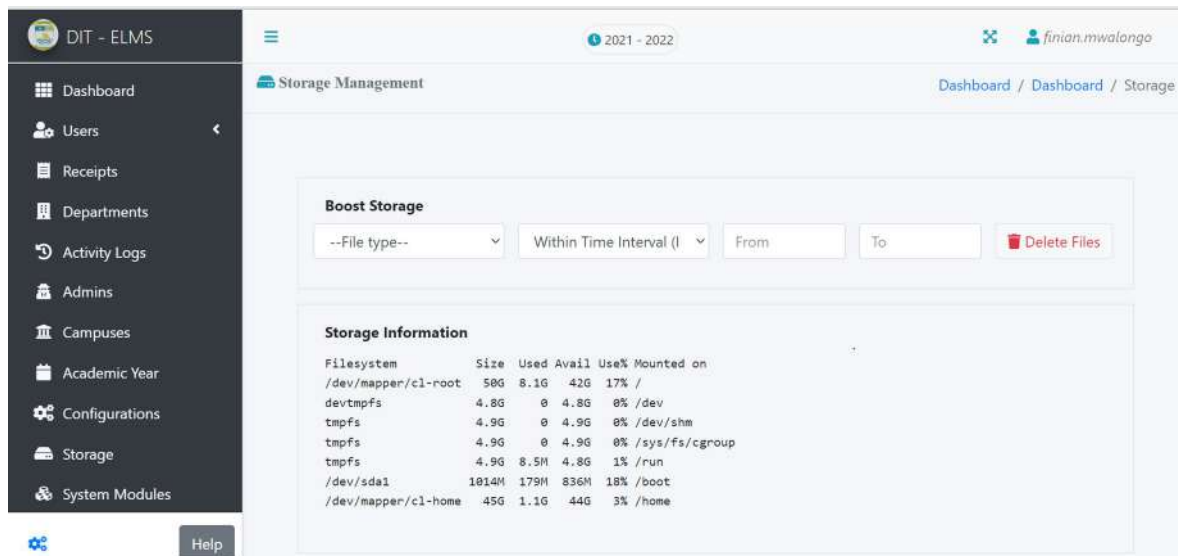 DIT - ELMS
2021 - 2022
finian.mwalongo
Storage Management
Dashboard / Dashboard / Storage
Dashboard
Users
Receipts
Departments
Activity Logs
Admins
Campuses
Academic Year
Configurations
Storage
System Modules
Help
Boost Storage
--File type--
Within Time Interval (
From
To
Delete Files
Storage Information
Filesystem Size Used Avail Use% Mounted on
/dev/mapper/cl-root 50G 8.1G 42G 17% /
devtmpfs 4.8G 0 4.8G 0% /dev
tmpfs 4.9G 0 4.9G 0% /dev/shm
tmpfs 4.9G 0 4.9G 0% /sys/fs/cgroup
tmpfs 4.9G 8.5M 4.8G 1% /run
/dev/sda1 1014M 179M 836M 18% /boot
/dev/mapper/cl-home 45G 1.1G 44G 3% /home